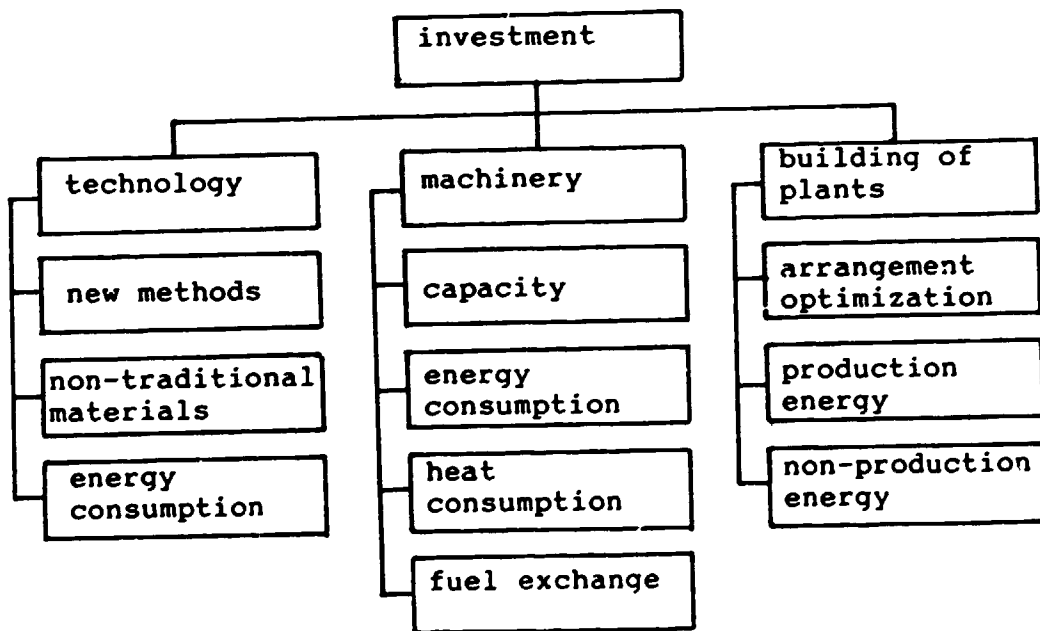 investment
technology
new methods
non-traditional
materials
energy
consumption
machinery
capacity
energy
consumption
heat
consumption
fuel exchange
building of
plants
arrangement
optimization
production
energy
non-production
energy